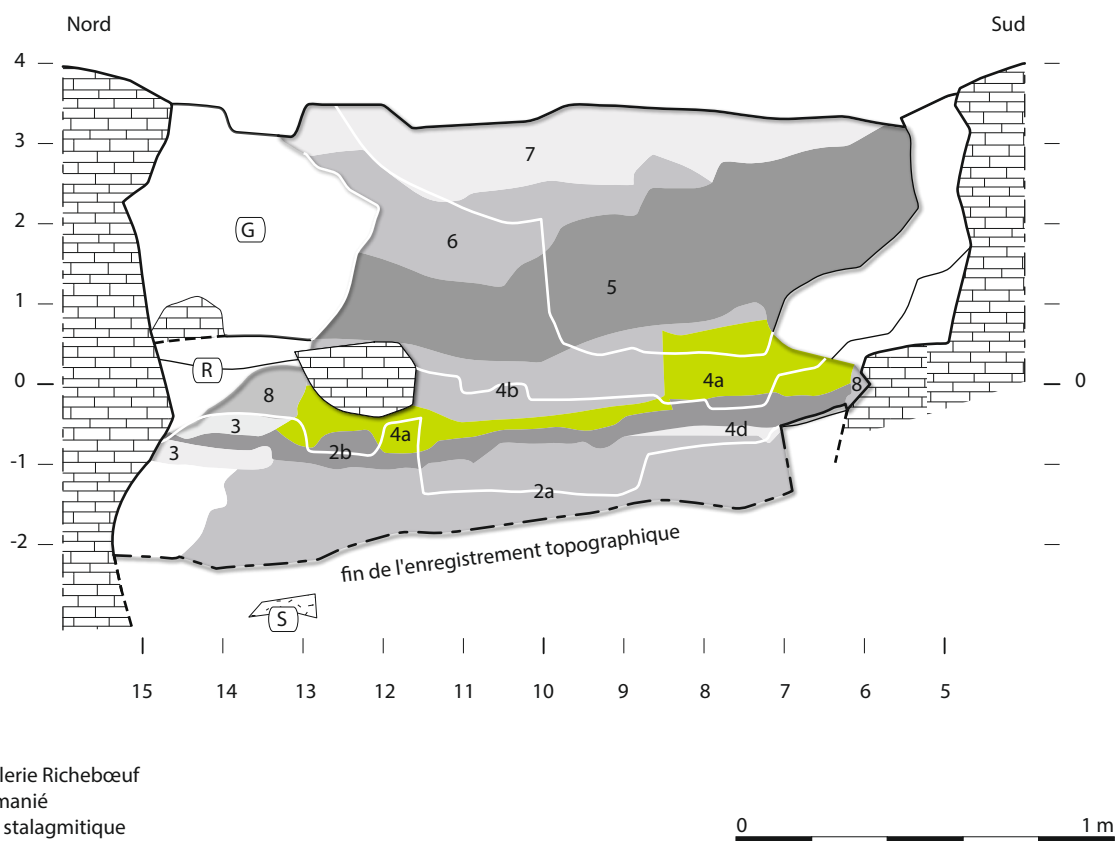 Nord Sud
4
3
7
2
G
6
1
5
R
0
4b
4a
0
8
8
3
4a
4d
3
2b
-1
2a
-2
fin de l'enregistrement topographique
S
15 14 13 12 11 10 9 8 7 6 5
lerie Richebœuf
manié
stalagmitique
0 1 m